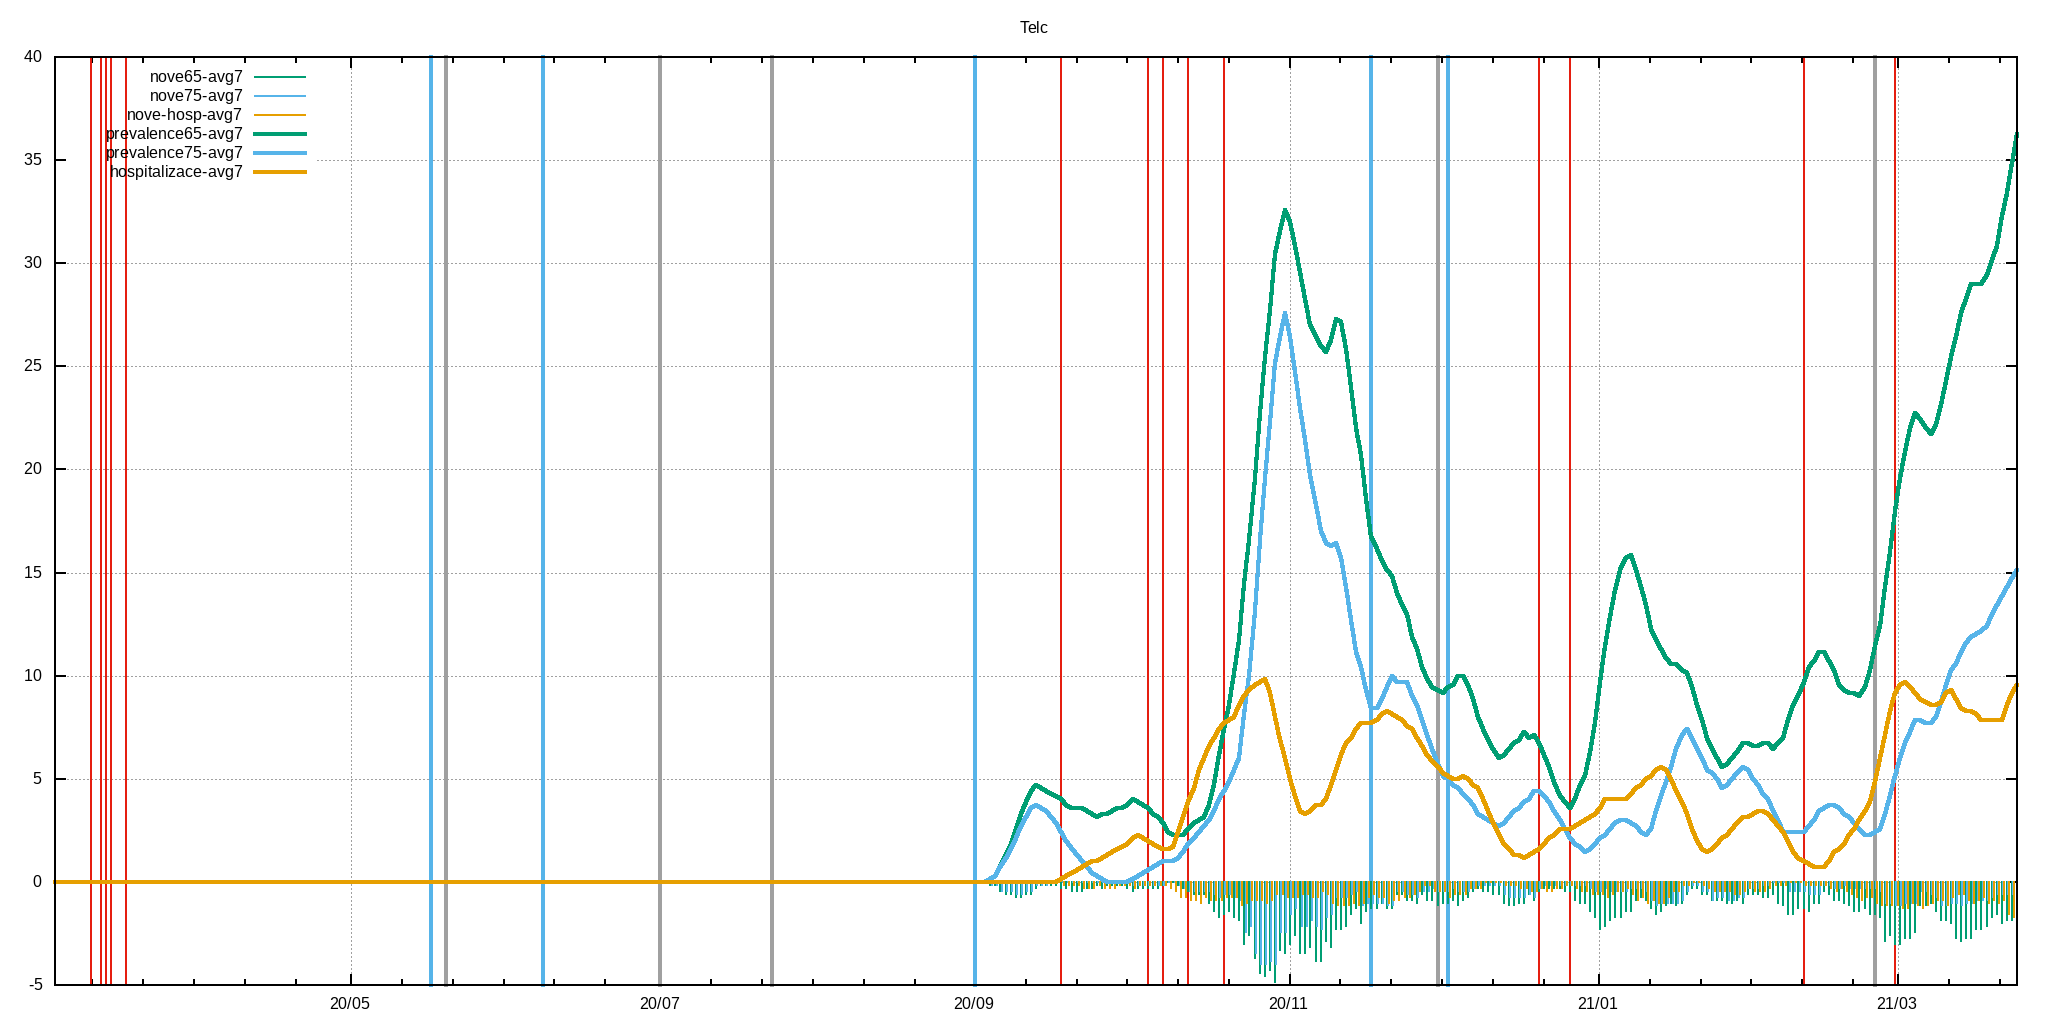 Telc
40
nove65-avg7
nove75-avg7
nove-hosp-avg7
prevalence65-avg7
prevalence75-avg7
hospitalizace-avg7
35
30
25
20
15
10
5
0
-5
20/05 20/07 20/09 20/11 21/01 21/03